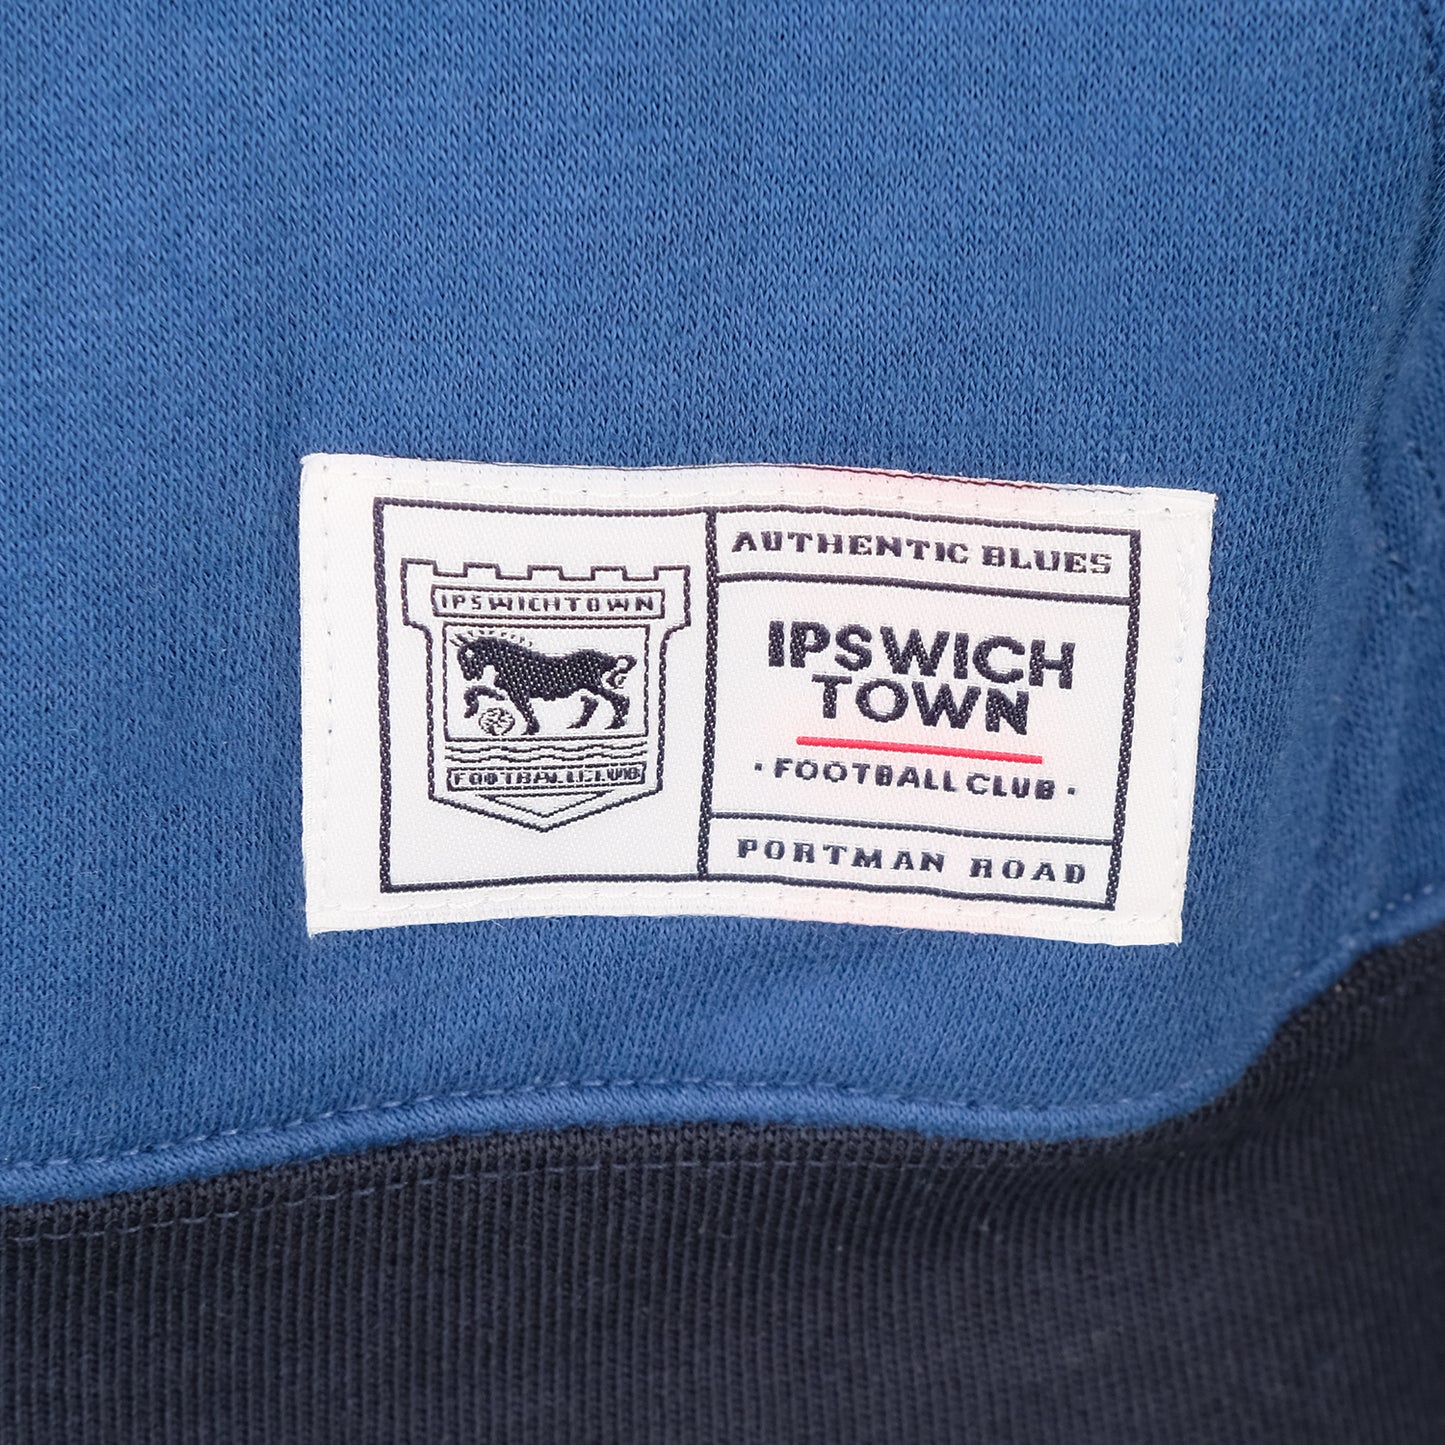 IPSWICH TOWN
FOOTBALL CLUB
AUTHENTIC BLUES
IPSWICH
TOWN
· FOOTBALL CLUB ·
PORTMAN ROAD